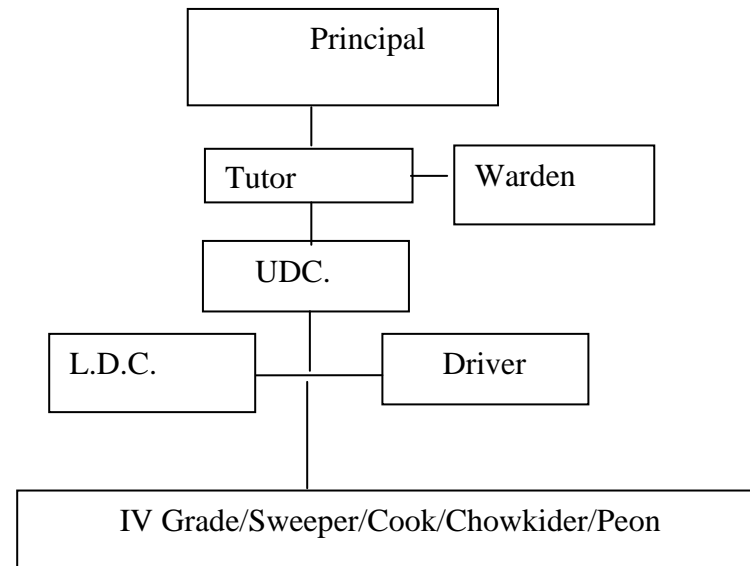 Principal
Tutor
Warden
UDC.
L.D.C.
Driver
IV Grade/Sweeper/Cook/Chowkider/Peon